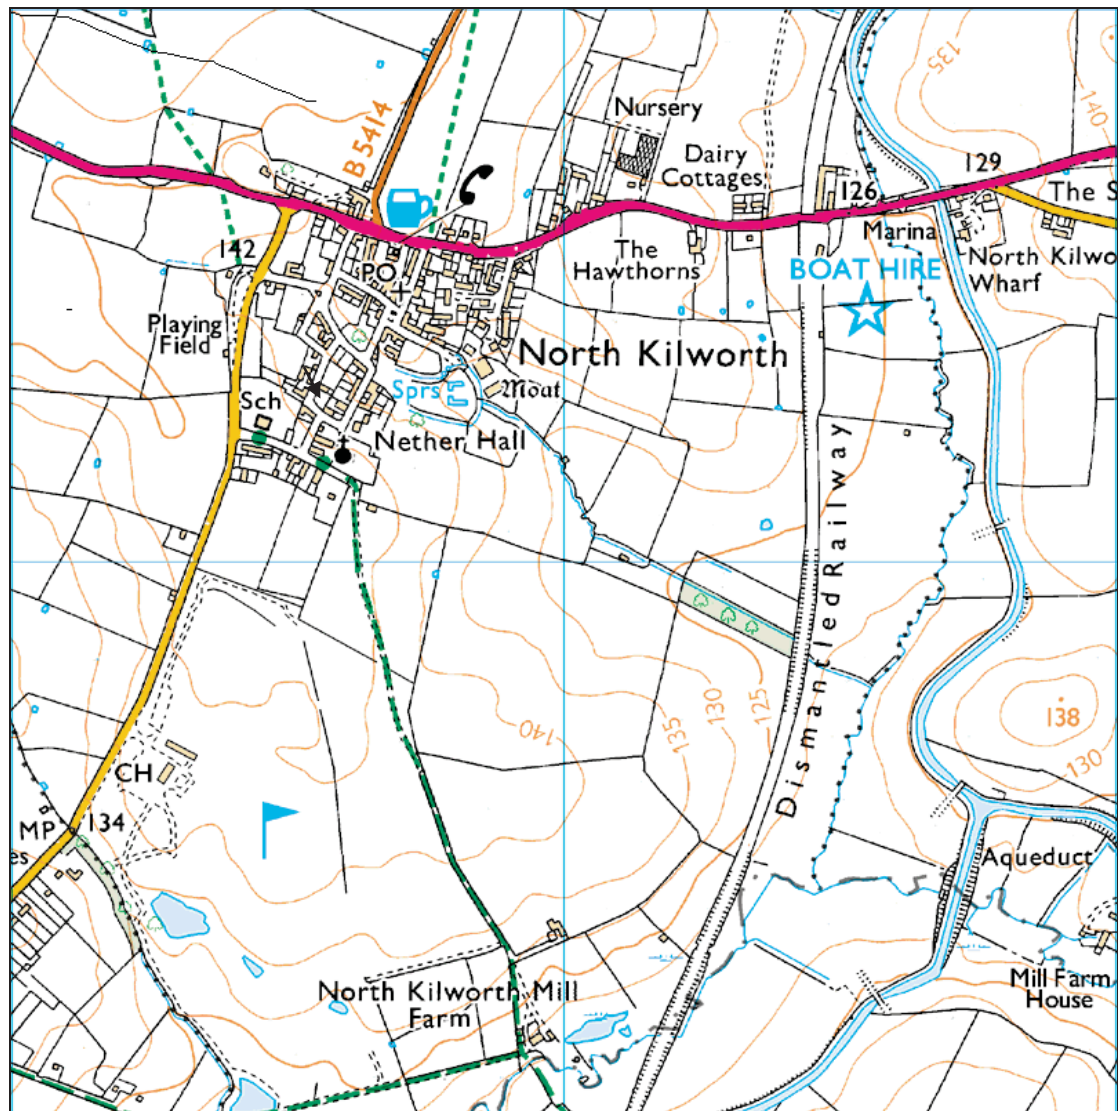 B 5414
Nursery
Dairy
Cottages
126
129
The S
142
PO
The
Hawthorns
Marina
BOAT HIRE
North Kilwo
Wharf
Playing
Field
North Kilworth
Sprs
Moat
Sch
Nether Hall
Dismantled Railway
135
140
140
135
130
125
138
130
CH
MP
134
es
Aqueduct
North Kilworth Mill
Farm
Mill Farm
House